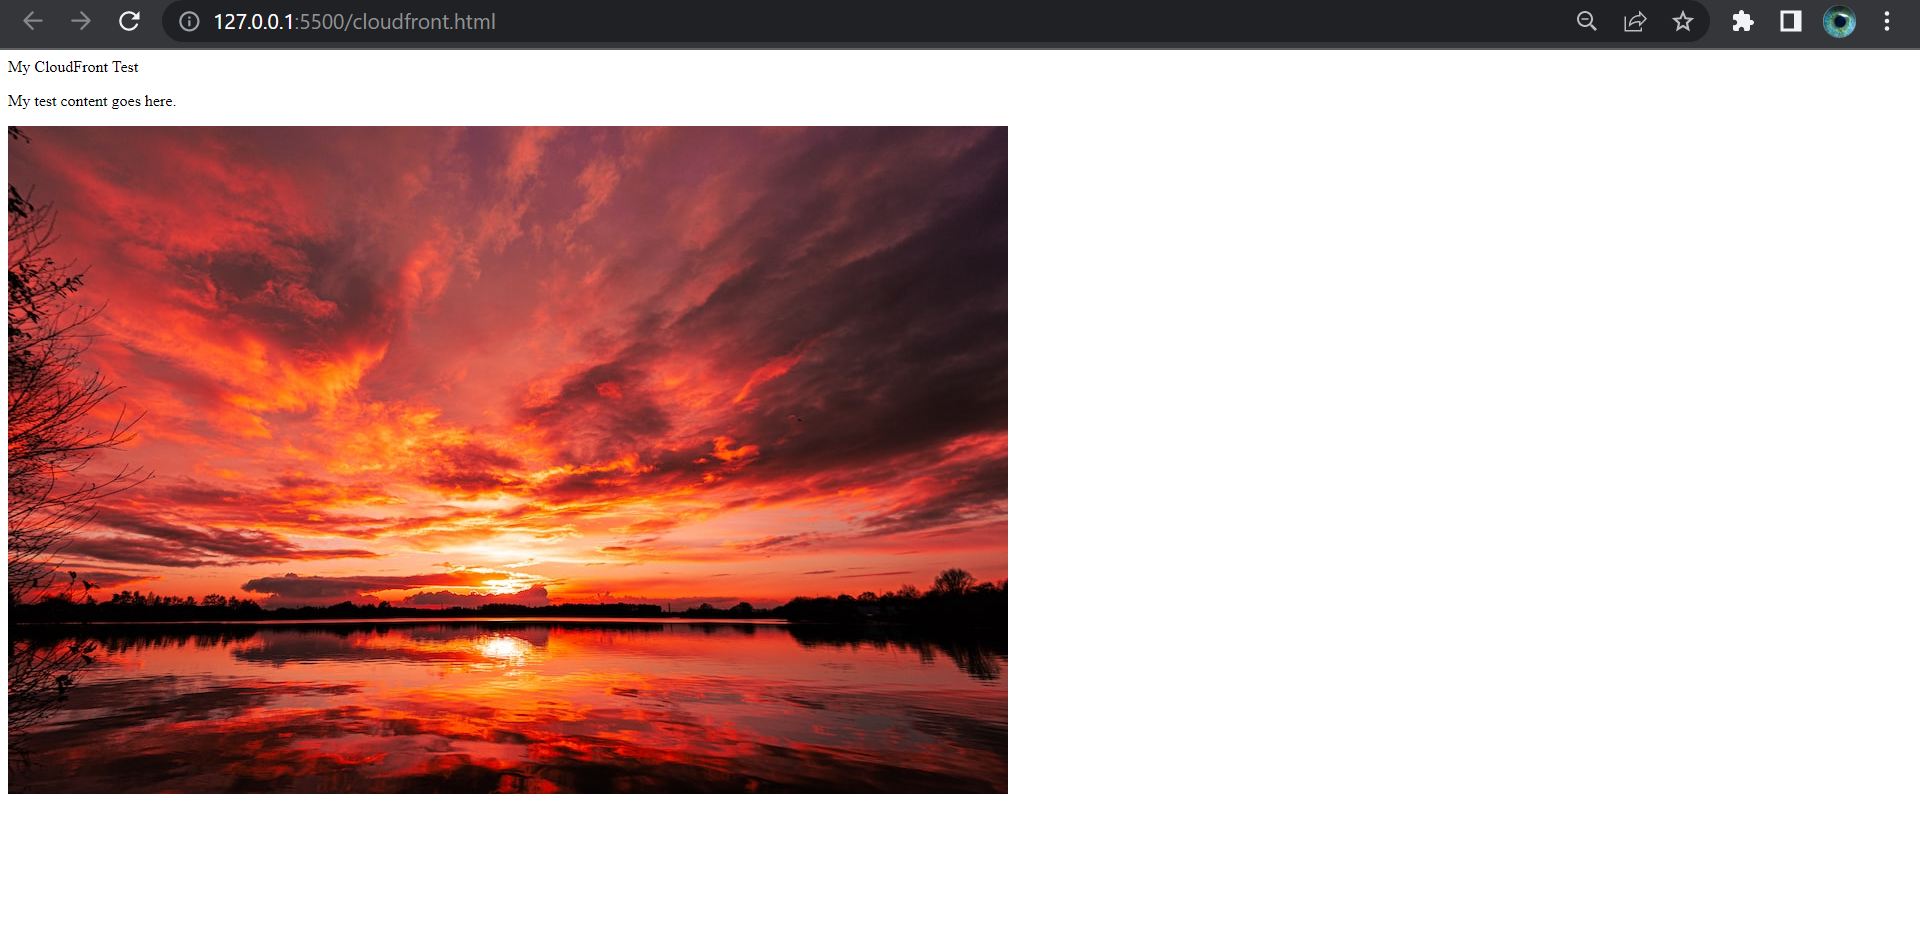 127.0.0.1:5500/cloudfront.html
My CloudFront Test
My test content goes here.